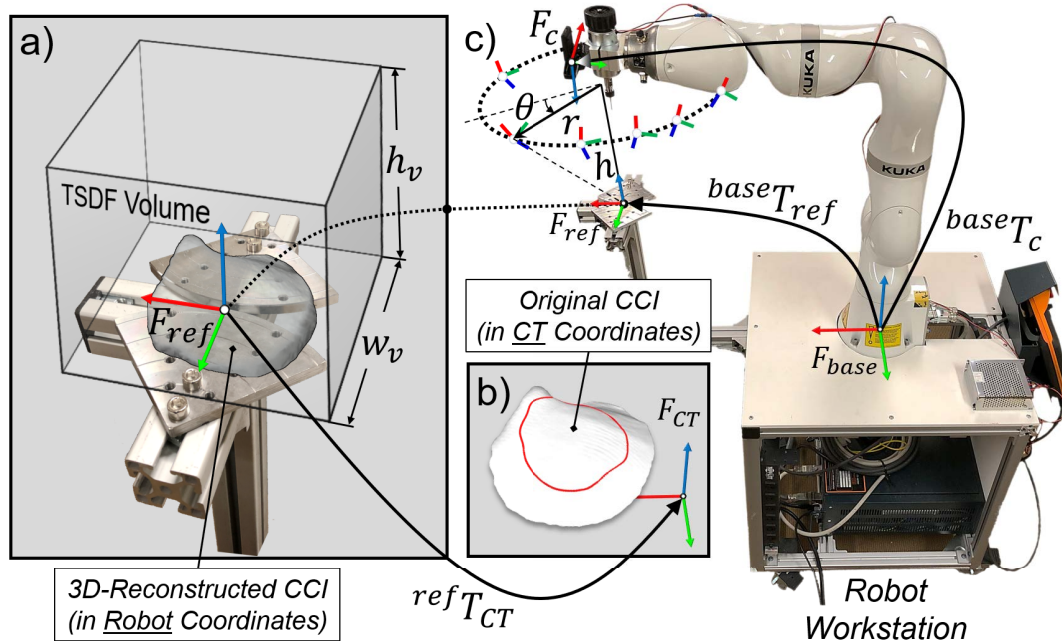 a)
h_v
TSDF Volume
F_ref
w_v
3D-Reconstructed CCI
(in Robot Coordinates)
Original CCI
(in CT Coordinates)
b)
F_CT
ref T_CT
c)
F_c
θ
r
h
F_ref
KUKA
KUKA
base T_ref
base T_c
F_base
Robot
Workstation